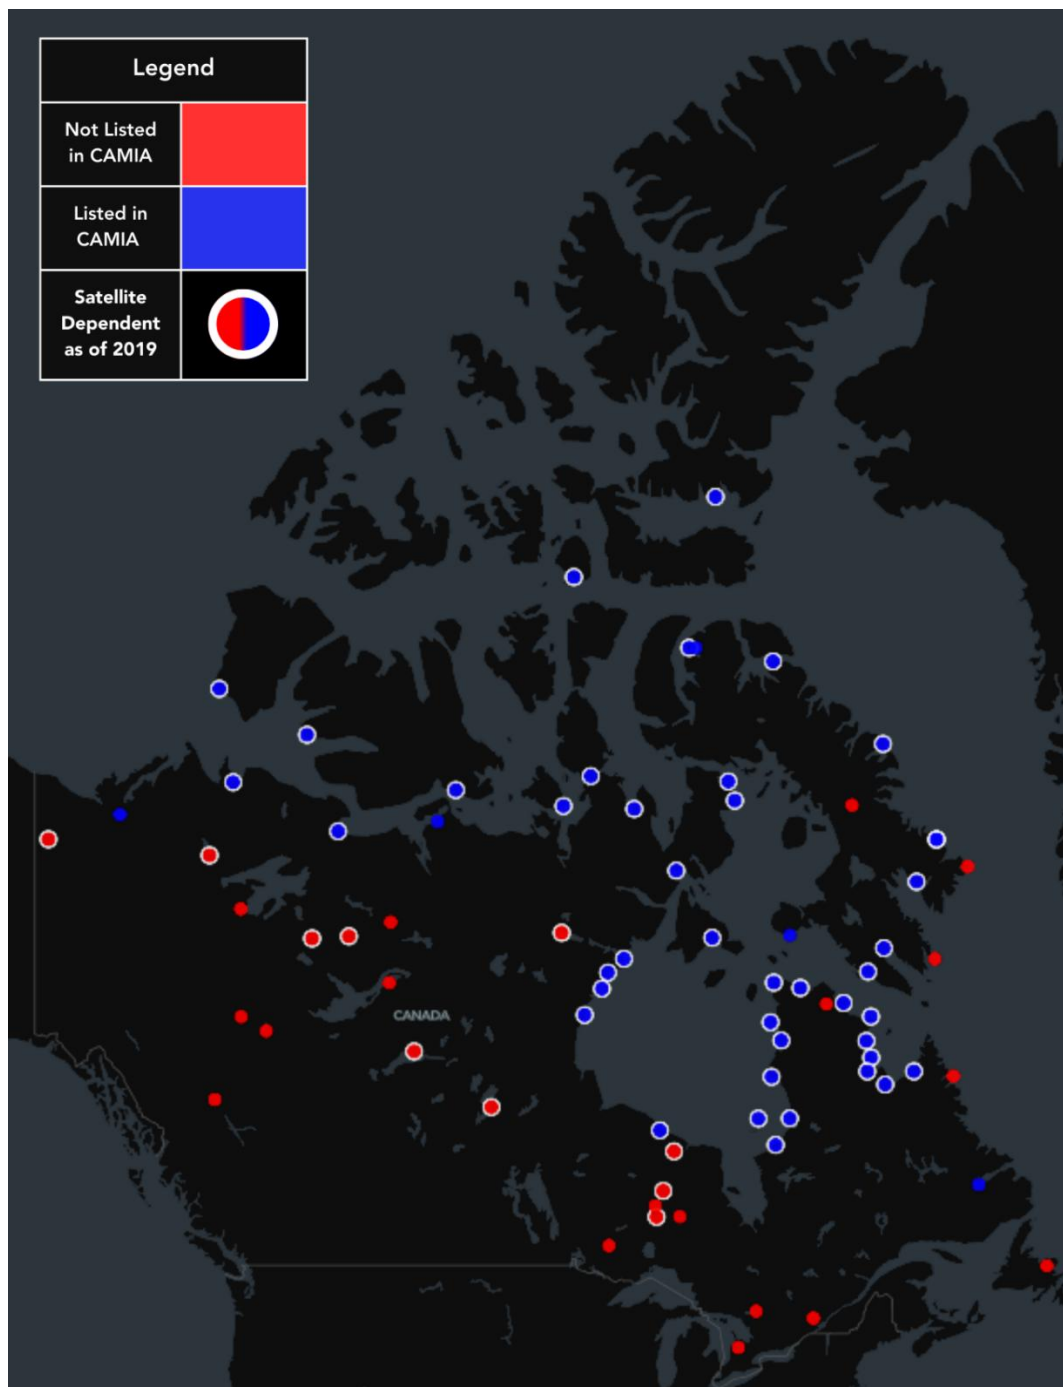 Legend
Not Listed
in CAMIA
Listed in
CAMIA
Satellite
Dependent
as of 2019
CANADA